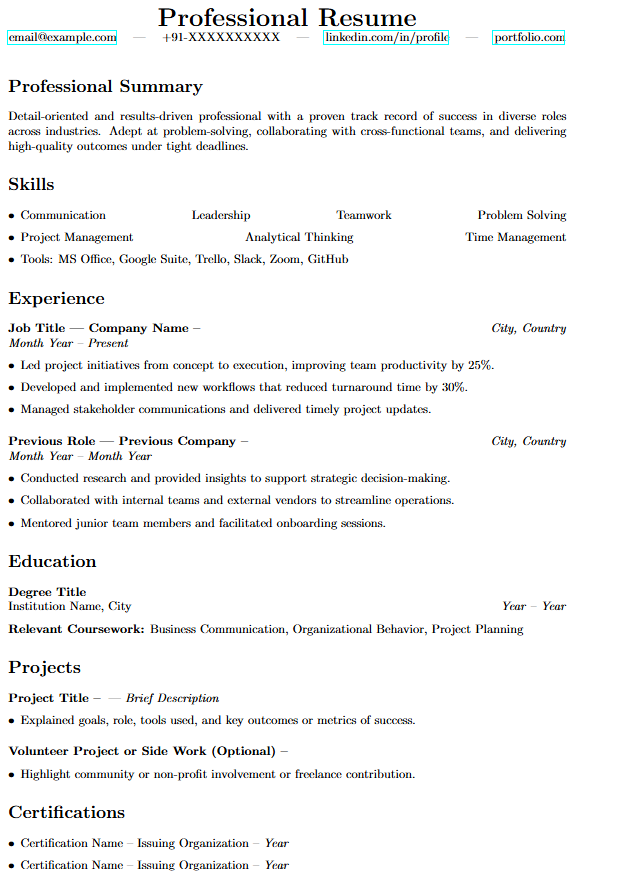 Professional Resume
email@example.com — +91-XXXXXXXXXX — linkedin.com/in/profile — portfolio.com
Professional Summary
Detail-oriented and results-driven professional with a proven track record of success in diverse roles
across industries. Adept at problem-solving, collaborating with cross-functional teams, and delivering
high-quality outcomes under tight deadlines.
Skills
• Communication Leadership Teamwork Problem Solving
• Project Management Analytical Thinking Time Management
• Tools: MS Office, Google Suite, Trello, Slack, Zoom, GitHub
Experience
Job Title — Company Name – City, Country
Month Year – Present
• Led project initiatives from concept to execution, improving team productivity by 25%.
• Developed and implemented new workflows that reduced turnaround time by 30%.
• Managed stakeholder communications and delivered timely project updates.
Previous Role — Previous Company – City, Country
Month Year – Month Year
• Conducted research and provided insights to support strategic decision-making.
• Collaborated with internal teams and external vendors to streamline operations.
• Mentored junior team members and facilitated onboarding sessions.
Education
Degree Title
Institution Name, City Year – Year
Relevant Coursework: Business Communication, Organizational Behavior, Project Planning
Projects
Project Title – — Brief Description
• Explained goals, role, tools used, and key outcomes or metrics of success.
Volunteer Project or Side Work (Optional) –
• Highlight community or non-profit involvement or freelance contribution.
Certifications
• Certification Name – Issuing Organization – Year
• Certification Name – Issuing Organization – Year